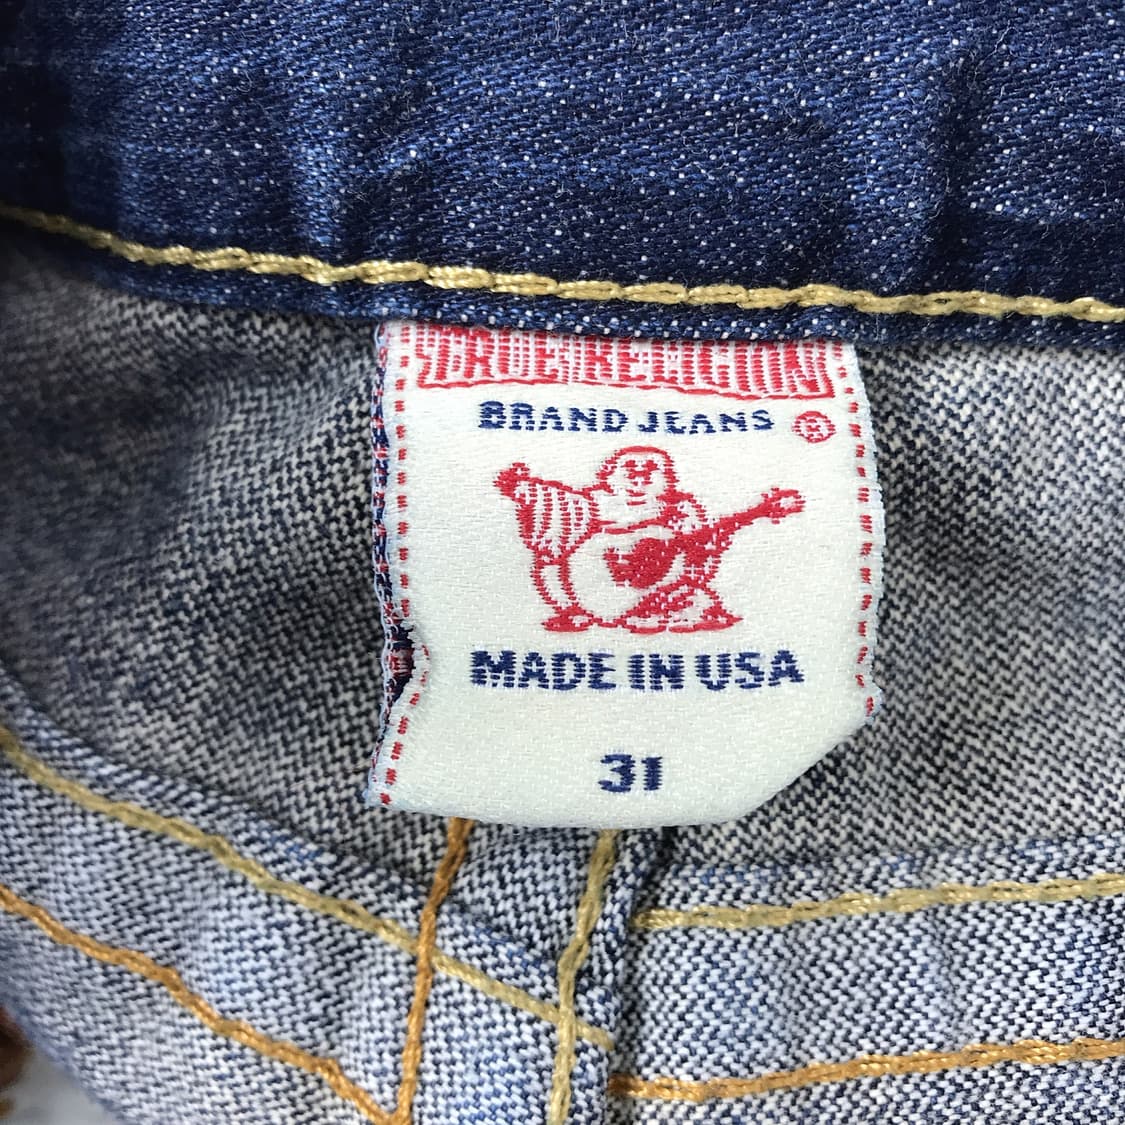 TRUE RELIGION
BRAND JEANS ®
MADE IN USA
31